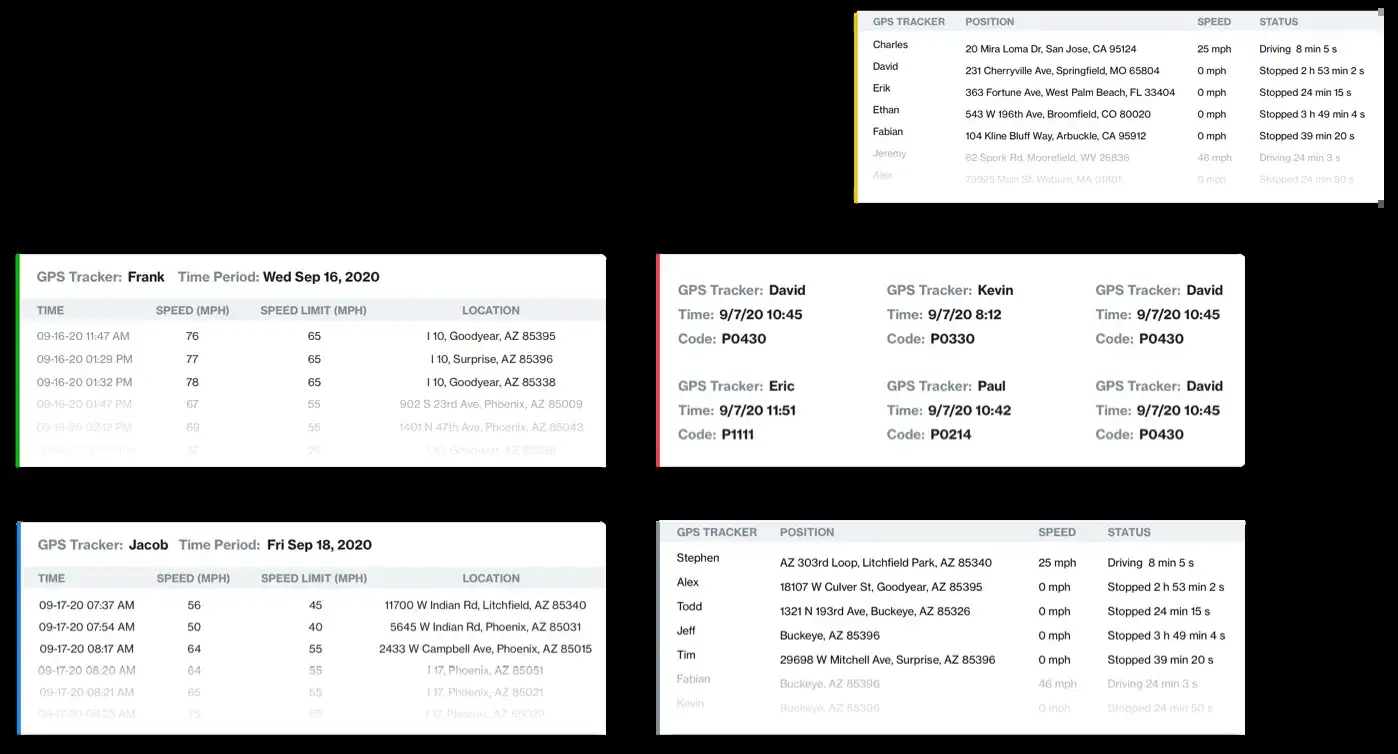 GPS TRACKER POSITION SPEED STATUS
Charles 20 Mira Loma Dr, San Jose, CA 95124 25 mph Driving 8 min 5 s
David 231 Cherryville Ave, Springfield, MO 65804 0 mph Stopped 2 h 53 min 2 s
Erik 363 Fortune Ave, West Palm Beach, FL 33404 0 mph Stopped 24 min 15 s
Ethan 543 W 196th Ave, Broomfield, CO 80020 0 mph Stopped 3 h 49 min 4 s
Fabian 104 Kline Bluff Way, Arbuckle, CA 95912 0 mph Stopped 39 min 20 s
Jeremy 62 Spork Rd, Moorefield, WV 26836 46 mph Driving 24 min 3 s
Alex 79925 Main St, Woburn, MA 01801 0 mph Stopped 24 min 50 s
GPS Tracker: Frank Time Period: Wed Sep 16, 2020
TIME SPEED (MPH) SPEED LIMIT (MPH) LOCATION
09-16-20 11:47 AM 76 65 I 10, Goodyear, AZ 85395
09-16-20 01:29 PM 77 65 I 10, Surprise, AZ 85396
09-16-20 01:32 PM 78 65 I 10, Goodyear, AZ 85338
09-16-20 01:47 PM 67 55 902 S 23rd Ave, Phoenix, AZ 85009
09-16-20 02:12 PM 69 55 1401 N 47th Ave, Phoenix, AZ 85043
I 10, Goodyear, AZ 85338
GPS Tracker: David GPS Tracker: Kevin GPS Tracker: David
Time: 9/7/20 10:45 Time: 9/7/20 8:12 Time: 9/7/20 10:45
Code: P0430 Code: P0330 Code: P0430
GPS Tracker: Eric GPS Tracker: Paul GPS Tracker: David
Time: 9/7/20 11:51 Time: 9/7/20 10:42 Time: 9/7/20 10:45
Code: P1111 Code: P0214 Code: P0430
GPS Tracker: Jacob Time Period: Fri Sep 18, 2020
TIME SPEED (MPH) SPEED LIMIT (MPH) LOCATION
09-17-20 07:37 AM 56 45 11700 W Indian Rd, Litchfield, AZ 85340
09-17-20 07:54 AM 50 40 5645 W Indian Rd, Phoenix, AZ 85031
09-17-20 08:17 AM 64 55 2433 W Campbell Ave, Phoenix, AZ 85015
09-17-20 08:20 AM 64 55 I 17, Phoenix, AZ 85051
09-17-20 08:21 AM 65 55 I 17, Phoenix, AZ 85021
09-17-20 08:23 AM 75 65 I 17, Phoenix, AZ 85029
GPS TRACKER POSITION SPEED STATUS
Stephen AZ 303rd Loop, Litchfield Park, AZ 85340 25 mph Driving 8 min 5 s
Alex 18107 W Culver St, Goodyear, AZ 85395 0 mph Stopped 2 h 53 min 2 s
Todd 1321 N 193rd Ave, Buckeye, AZ 85326 0 mph Stopped 24 min 15 s
Jeff Buckeye, AZ 85396 0 mph Stopped 3 h 49 min 4 s
Tim 29698 W Mitchell Ave, Surprise, AZ 85396 0 mph Stopped 39 min 20 s
Fabian Buckeye, AZ 85396 46 mph Driving 24 min 3 s
Kevin Buckeye, AZ 85396 0 mph Stopped 24 min 50 s